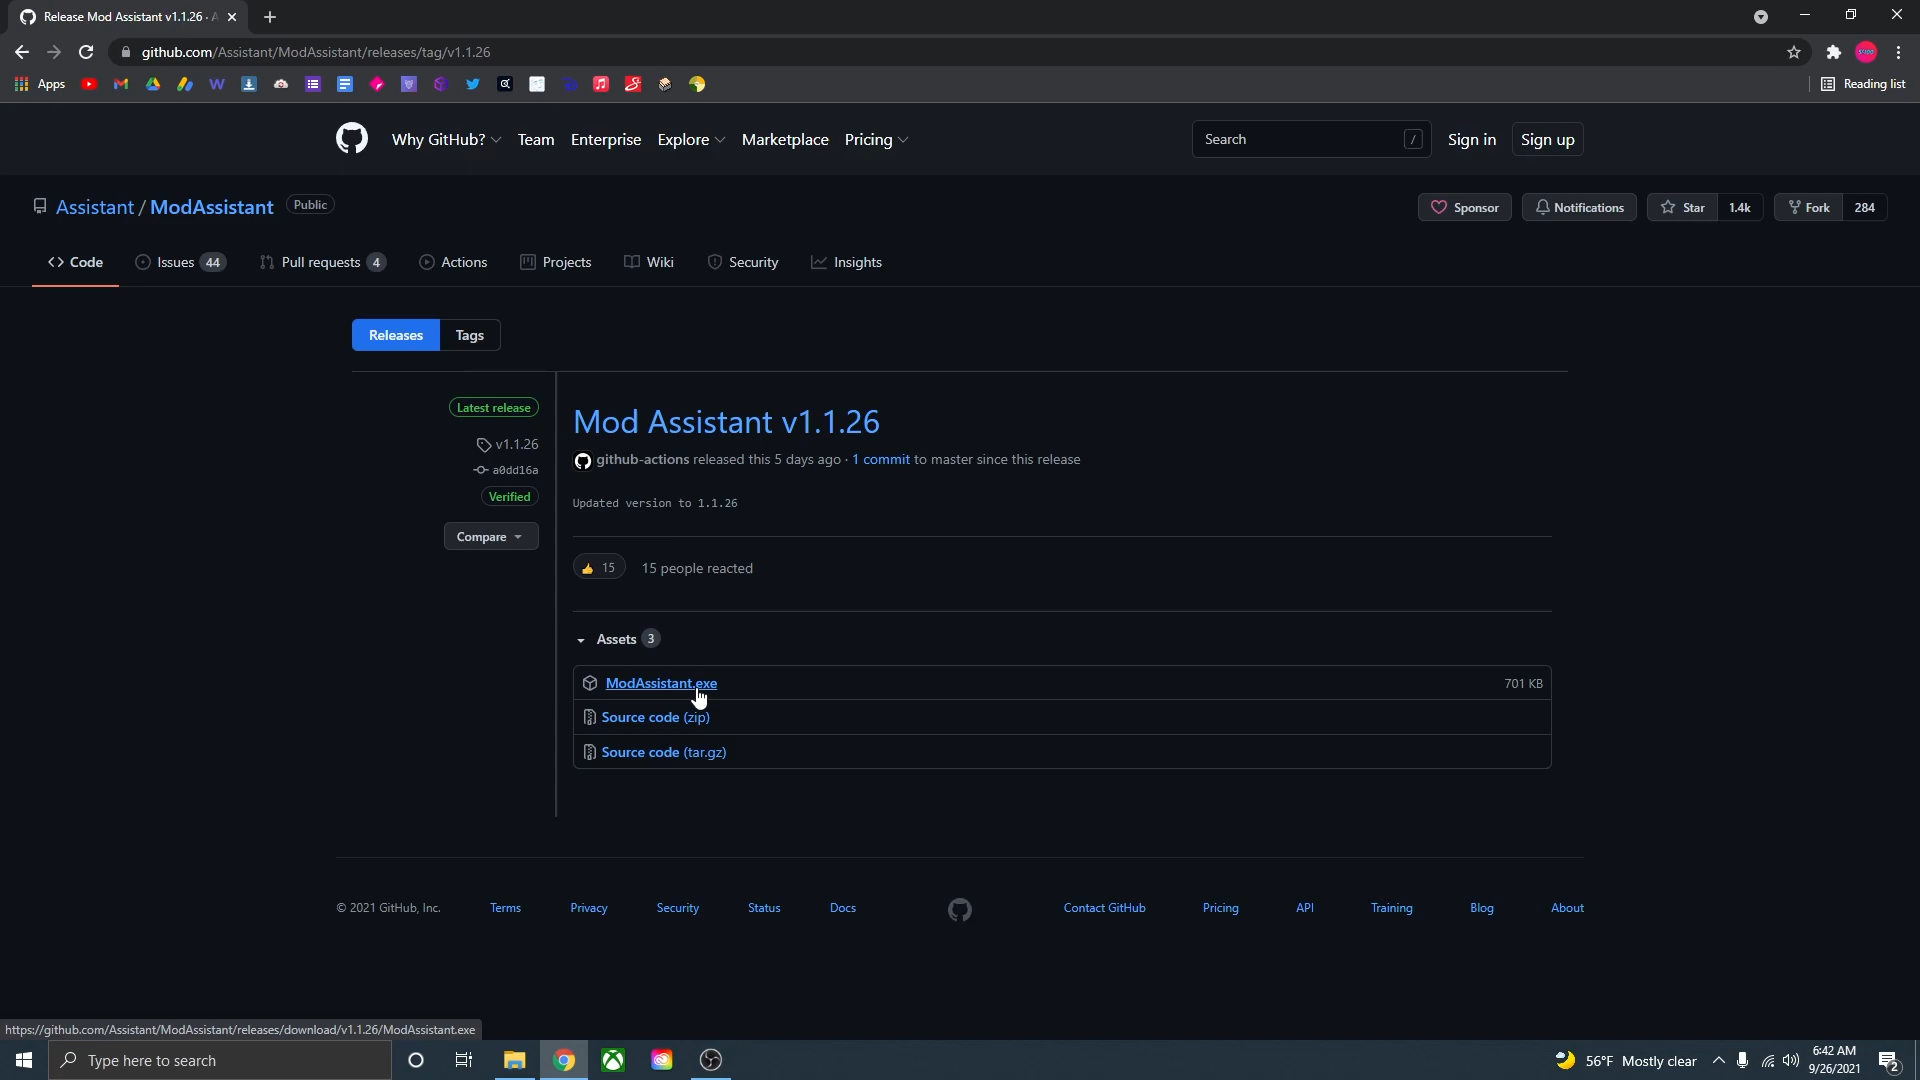 Release Mod Assistant v1.1.26 · A
github.com/Assistant/ModAssistant/releases/tag/v1.1.26
Apps
Reading list
Why GitHub? Team Enterprise Explore Marketplace Pricing
Search /
Sign in Sign up
Assistant / ModAssistant Public
Sponsor Notifications Star 1.4k Fork 284
Code Issues 44 Pull requests 4 Actions Projects Wiki Security Insights
Releases Tags
Latest release
v1.1.26
a0dd16a
Verified
Compare
Mod Assistant v1.1.26
github-actions released this 5 days ago · 1 commit to master since this release
Updated version to 1.1.26
15 15 people reacted
Assets 3
ModAssistant.exe 701 KB
Source code (zip)
Source code (tar.gz)
© 2021 GitHub, Inc. Terms Privacy Security Status Docs Contact GitHub Pricing API Training Blog About
https://github.com/Assistant/ModAssistant/releases/download/v1.1.26/ModAssistant.exe
Type here to search
56°F Mostly clear
6:42 AM
9/26/2021
2